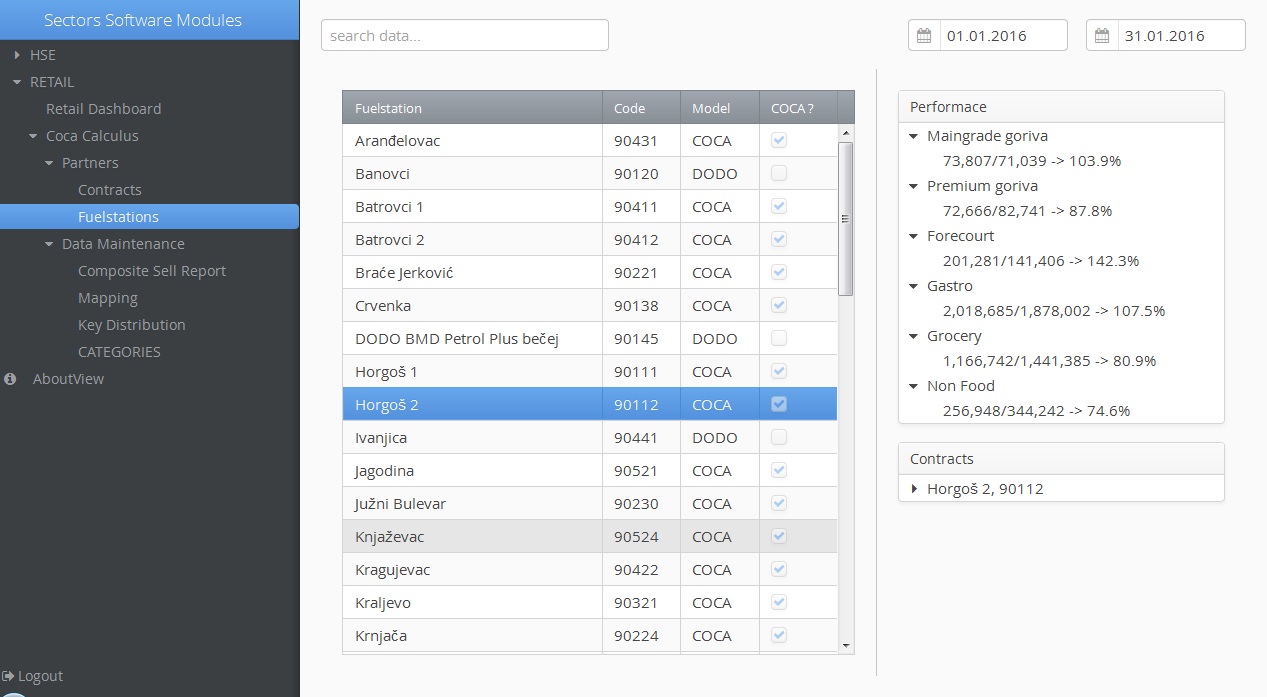 Sectors Software Modules
HSE
RETAIL
Retail Dashboard
Coca Calculus
Partners
Contracts
Fuelstations
Data Maintenance
Composite Sell Report
Mapping
Key Distribution
CATEGORIES
AboutView
Logout
search data...
01.01.2016
31.01.2016
Fuelstation Code Model COCA ?
Aranđelovac 90431 COCA
Banovci 90120 DODO
Batrovci 1 90411 COCA
Batrovci 2 90412 COCA
Braće Jerković 90221 COCA
Crvenka 90138 COCA
DODO BMD Petrol Plus bečej 90145 DODO
Horgoš 1 90111 COCA
Horgoš 2 90112 COCA
Ivanjica 90441 DODO
Jagodina 90521 COCA
Južni Bulevar 90230 COCA
Knjaževac 90524 COCA
Kragujevac 90422 COCA
Kraljevo 90321 COCA
Krnjača 90224 COCA
Performace
Maingrade goriva
73,807/71,039 -> 103.9%
Premium goriva
72,666/82,741 -> 87.8%
Forecourt
201,281/141,406 -> 142.3%
Gastro
2,018,685/1,878,002 -> 107.5%
Grocery
1,166,742/1,441,385 -> 80.9%
Non Food
256,948/344,242 -> 74.6%
Contracts
Horgoš 2, 90112